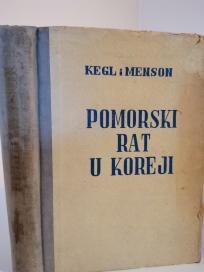 KEGL i MENSON
POMORSKI
RAT
U KOREJI